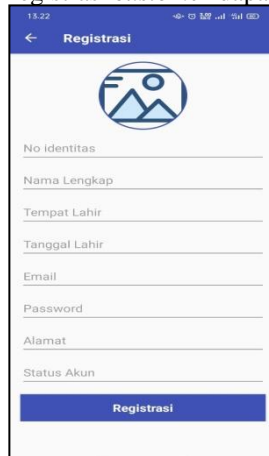 13.22
← Registrasi
No identitas
Nama Lengkap
Tempat Lahir
Tanggal Lahir
Email
Password
Alamat
Status Akun
Registrasi